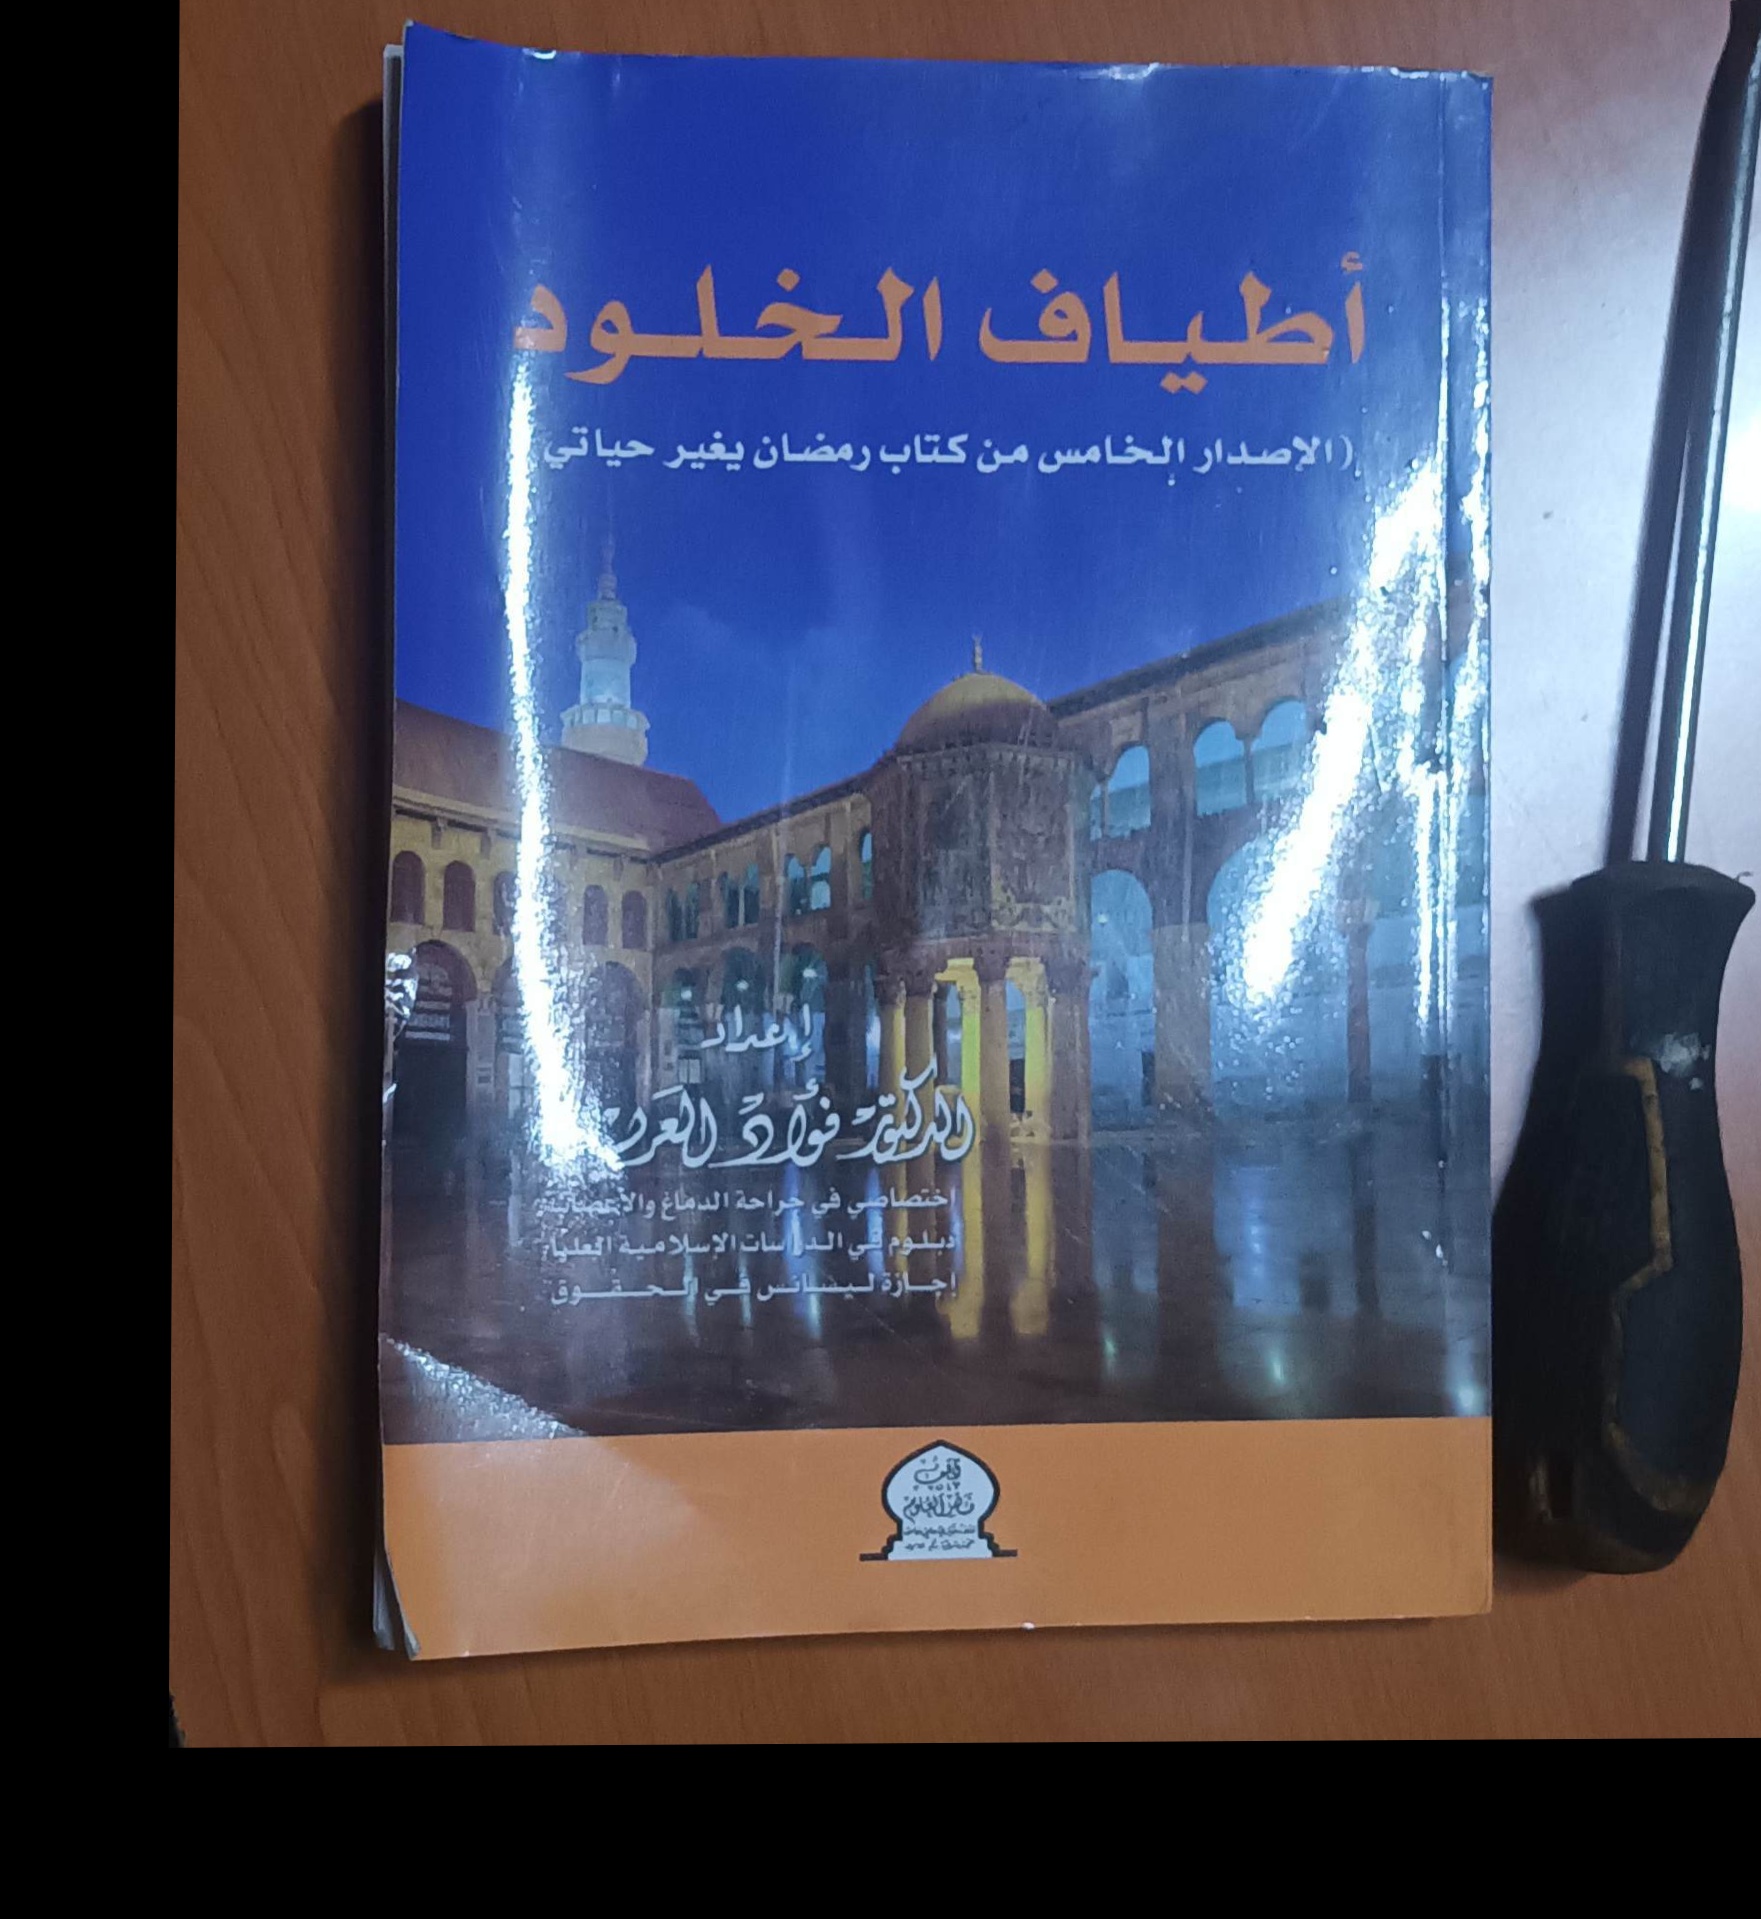 أطياف الخلود
(الإصدار الخامس من كتاب رمضان يغير حياتي
إعداد
الدكتور فؤاد
اختصاصي في جراحة الدماغ والأعصاب
دبلوم في الدراسات الإسلامية العليا
إجازة ليسانس في الحقوق